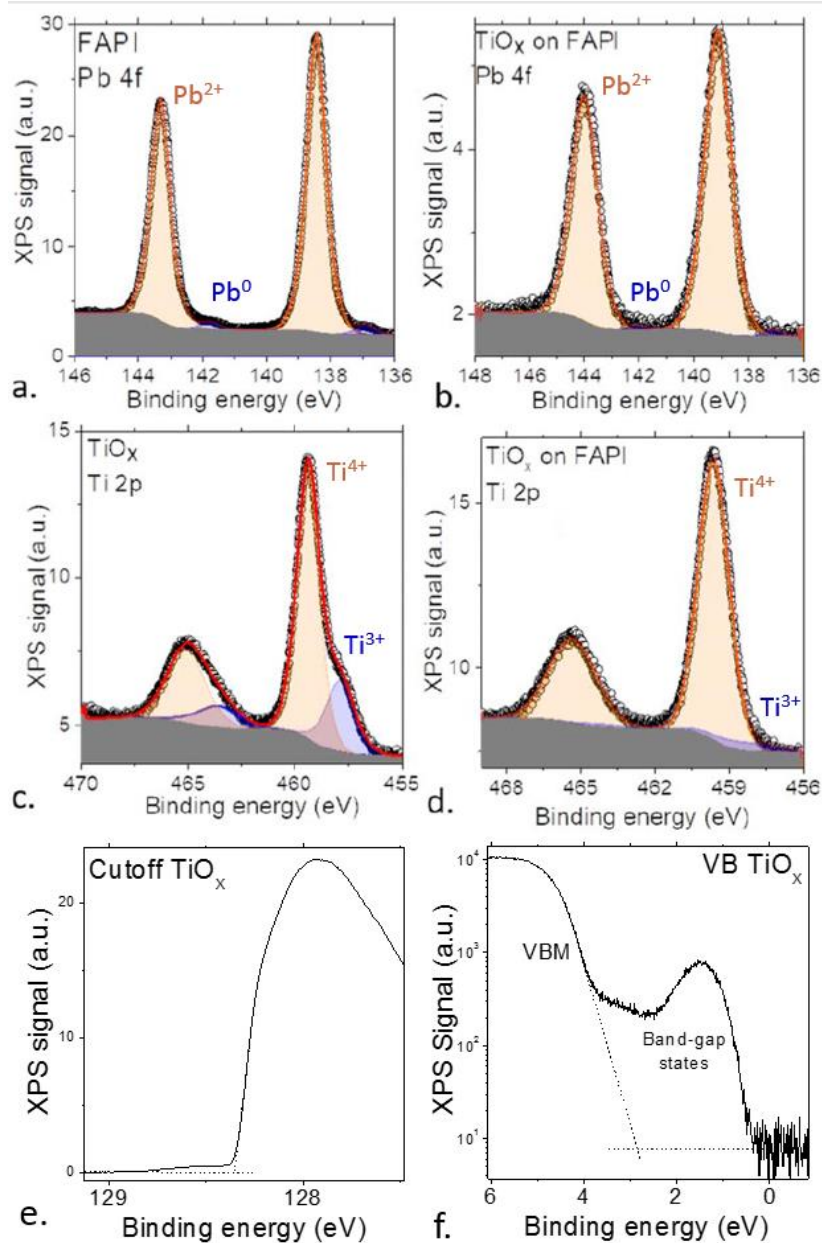 FAPI
Pb 4f
Pb²⁺
Pb⁰
30
20
10
0
XPS signal (a.u.)
146 144 142 140 138 136
Binding energy (eV)
a.
TiOₓ on FAPI
Pb 4f
Pb²⁺
Pb⁰
4
2
XPS signal (a.u.)
148 145 142 139 136
Binding energy (eV)
b.
TiOₓ
Ti 2p
Ti⁴⁺
Ti³⁺
15
10
5
XPS signal (a.u.)
470 465 460 455
Binding energy (eV)
c.
TiOₓ on FAPI
Ti 2p
Ti⁴⁺
Ti³⁺
15
10
XPS signal (a.u.)
468 465 462 459 456
Binding energy (eV)
d.
Cutoff TiOₓ
20
10
0
XPS signal (a.u.)
129 128
Binding energy (eV)
e.
VB TiOₓ
VBM
Band-gap
states
10⁴
10³
10²
10¹
XPS Signal (a.u.)
6 4 2 0
Binding energy (eV)
f.